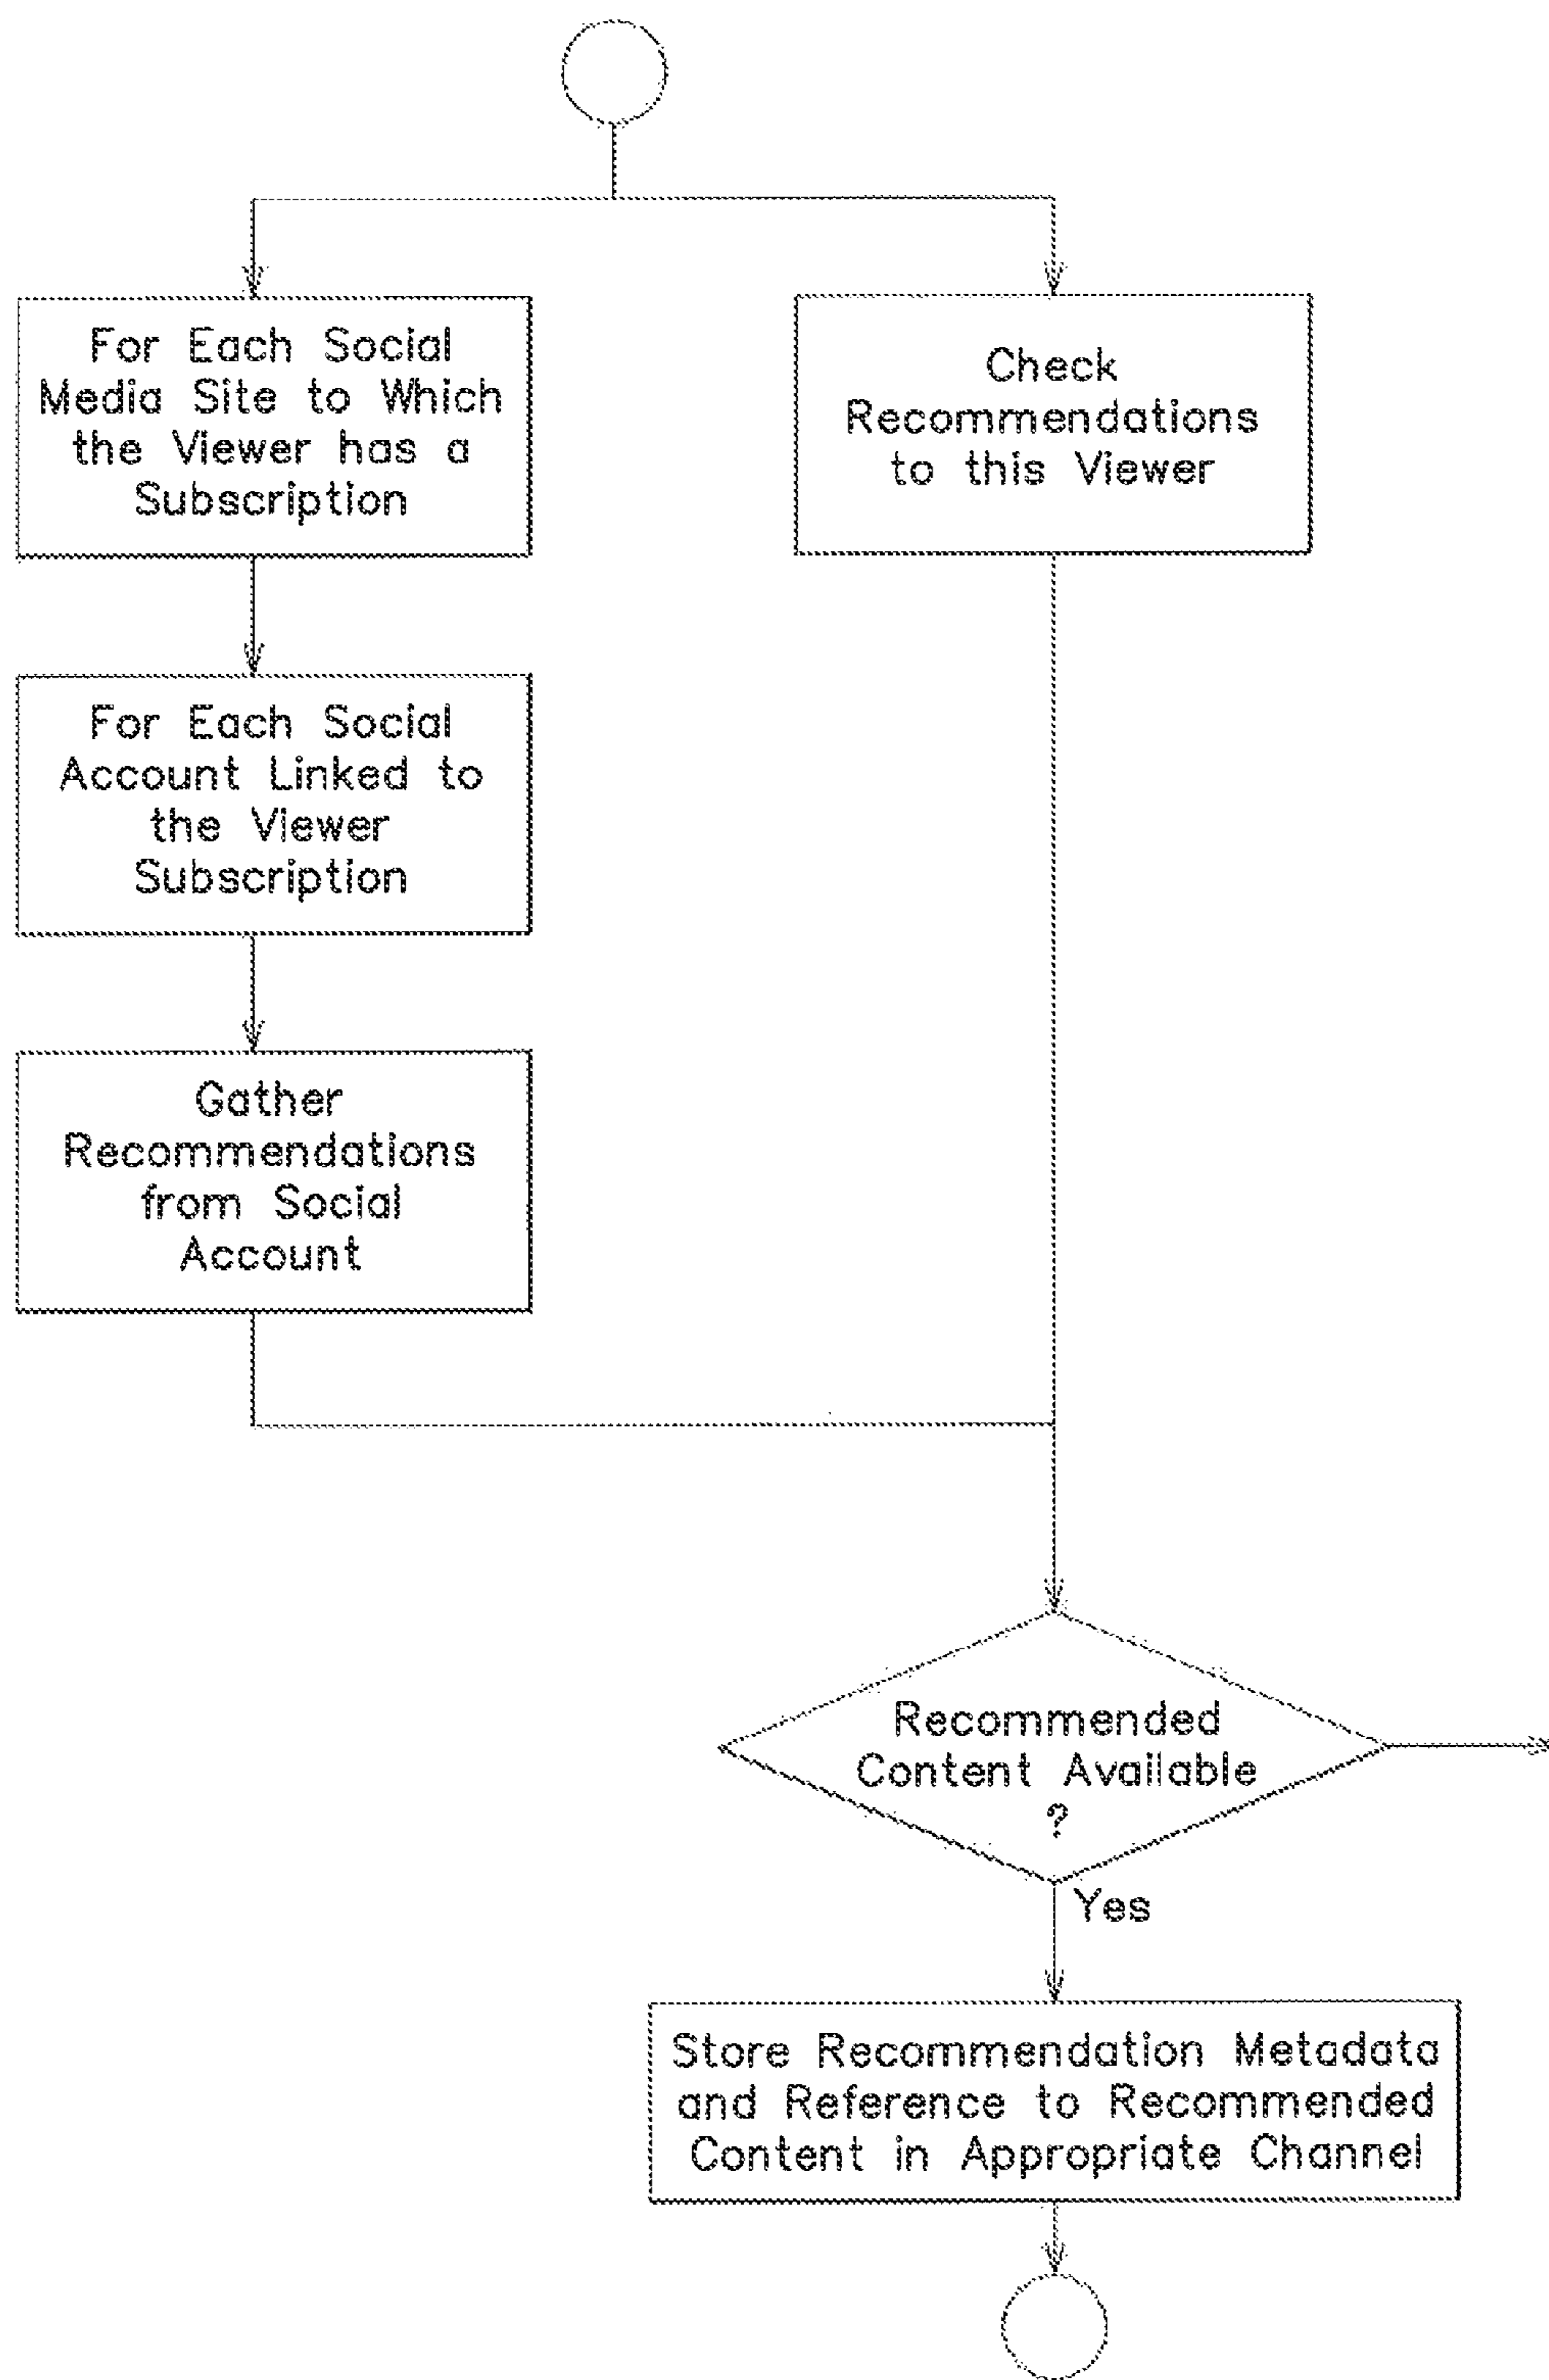 For Each Social
Media Site to Which
the Viewer has a
Subscription
Check
Recommendations
to this Viewer
For Each Social
Account Linked to
the Viewer
Subscription
Gather
Recommendations
from Social
Account
Recommended
Content Available
?
Yes
Store Recommendation Metadata
and Reference to Recommended
Content in Appropriate Channel